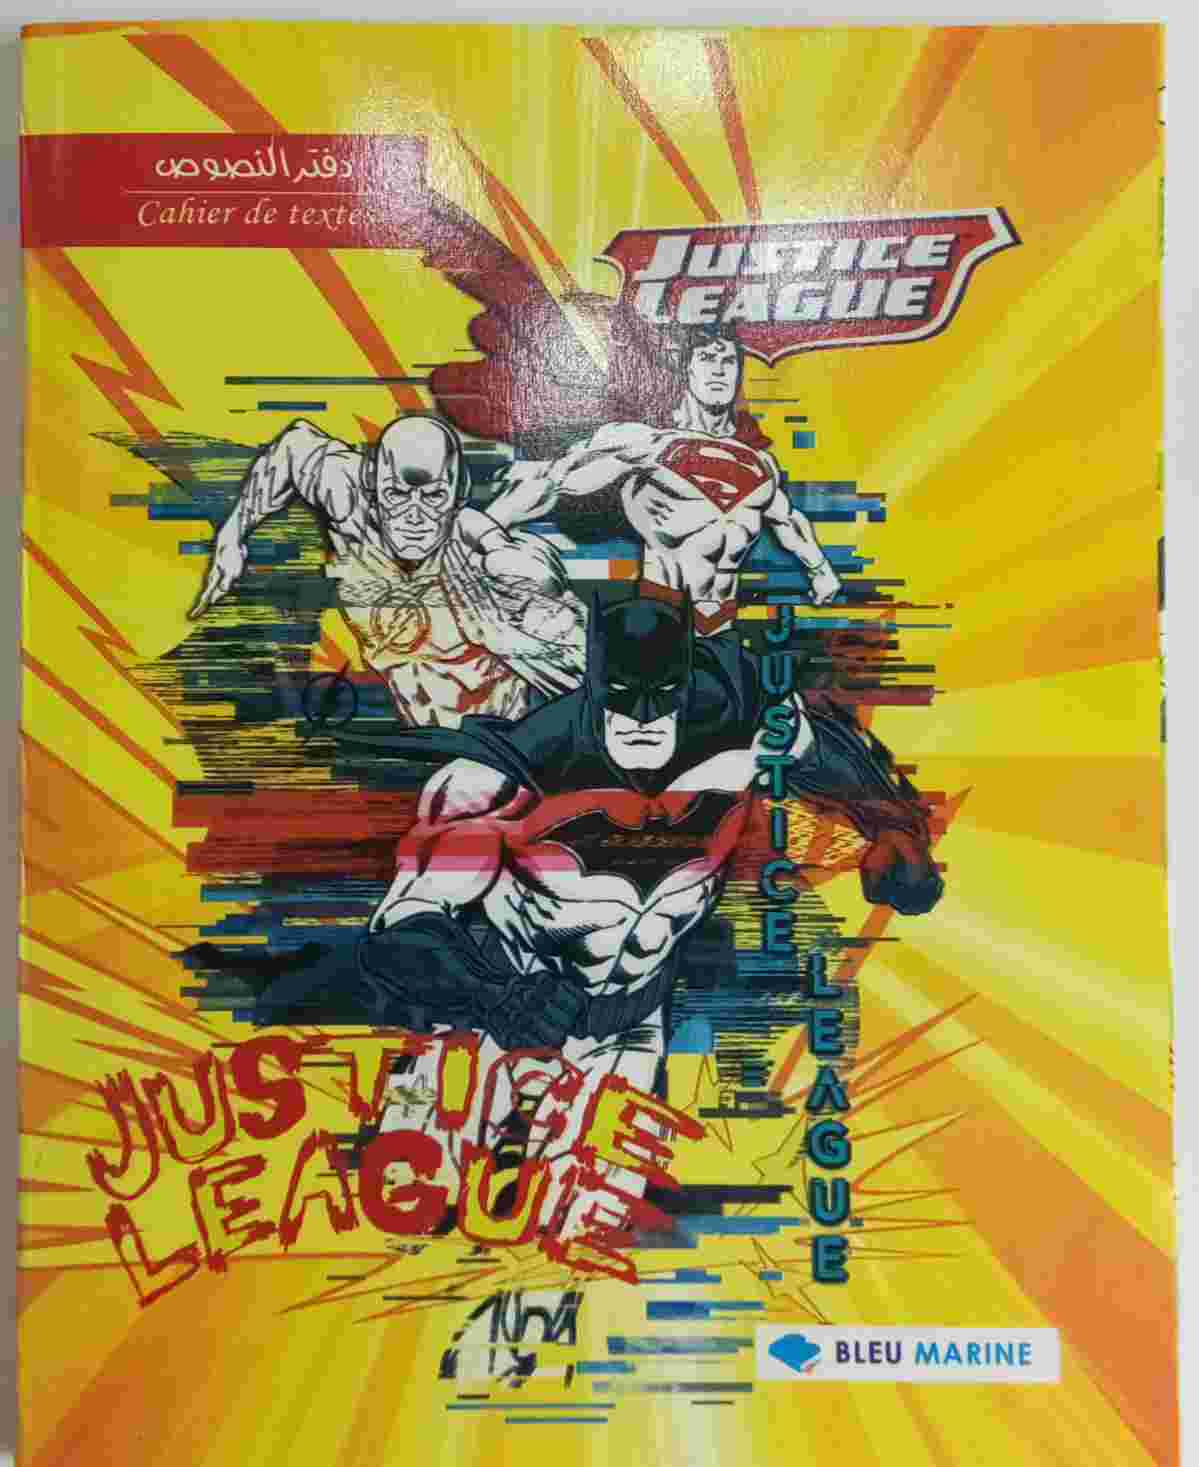 دفتر النصوص
Cahier de textes
JUSTICE
LEAGUE
JUSTICE
LEAGUE
JUSTICE
LEAGUE
BLEU MARINE